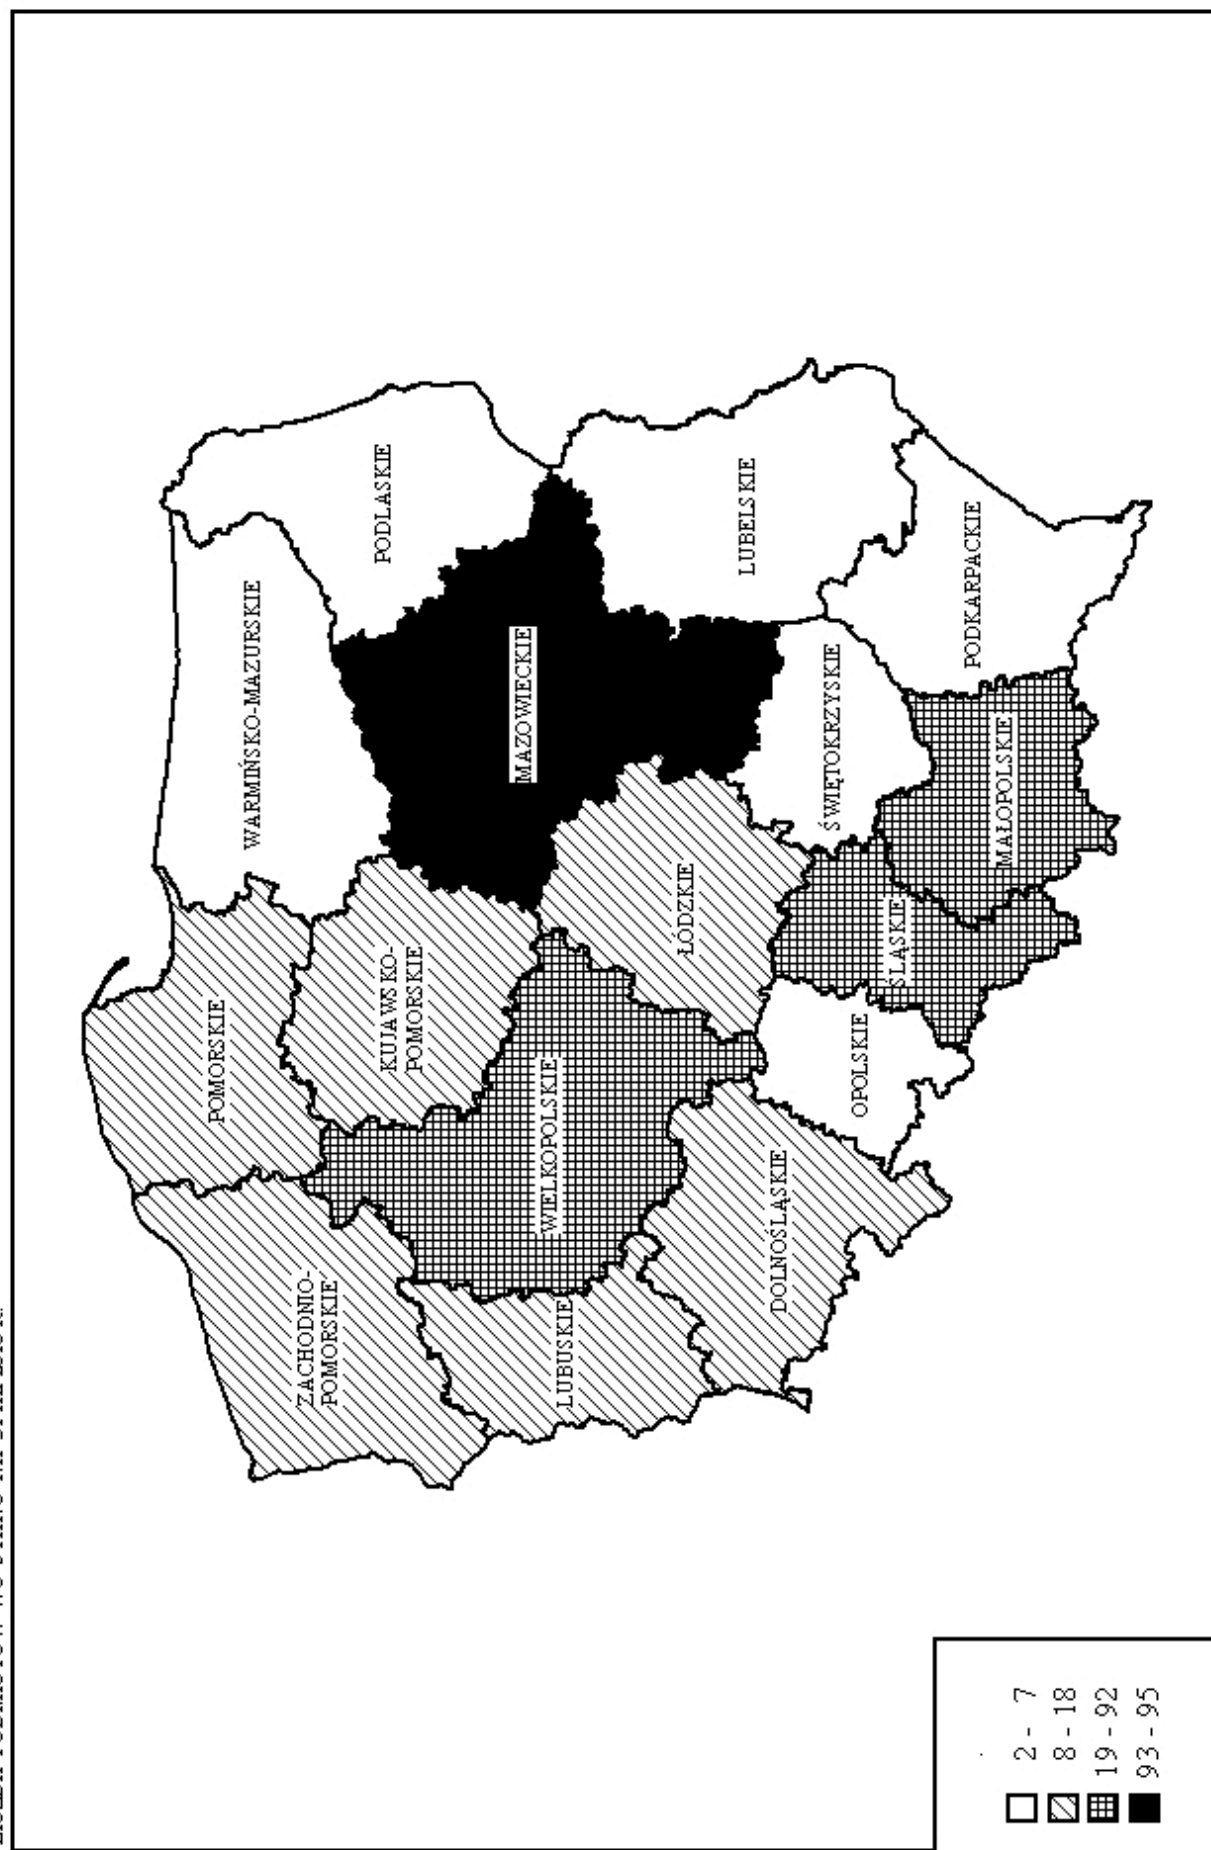 POMORSKIE
WARMIŃSKO-MAZURSKIE
ZACHODNIO-
POMORSKIE
KUJAWSKO-
POMORSKIE
PODLASKIE
MAZOWIECKIE
WIELKOPOLSKIE
LUBUSKIE
ŁÓDZKIE
LUBELSKIE
DOLNOŚLĄSKIE
OPOLSKIE
ŚWIĘTOKRZYSKIE
ŚLĄSKIE
MAŁOPOLSKIE
PODKARPACKIE
2 - 7
8 - 18
19 - 92
93 - 95